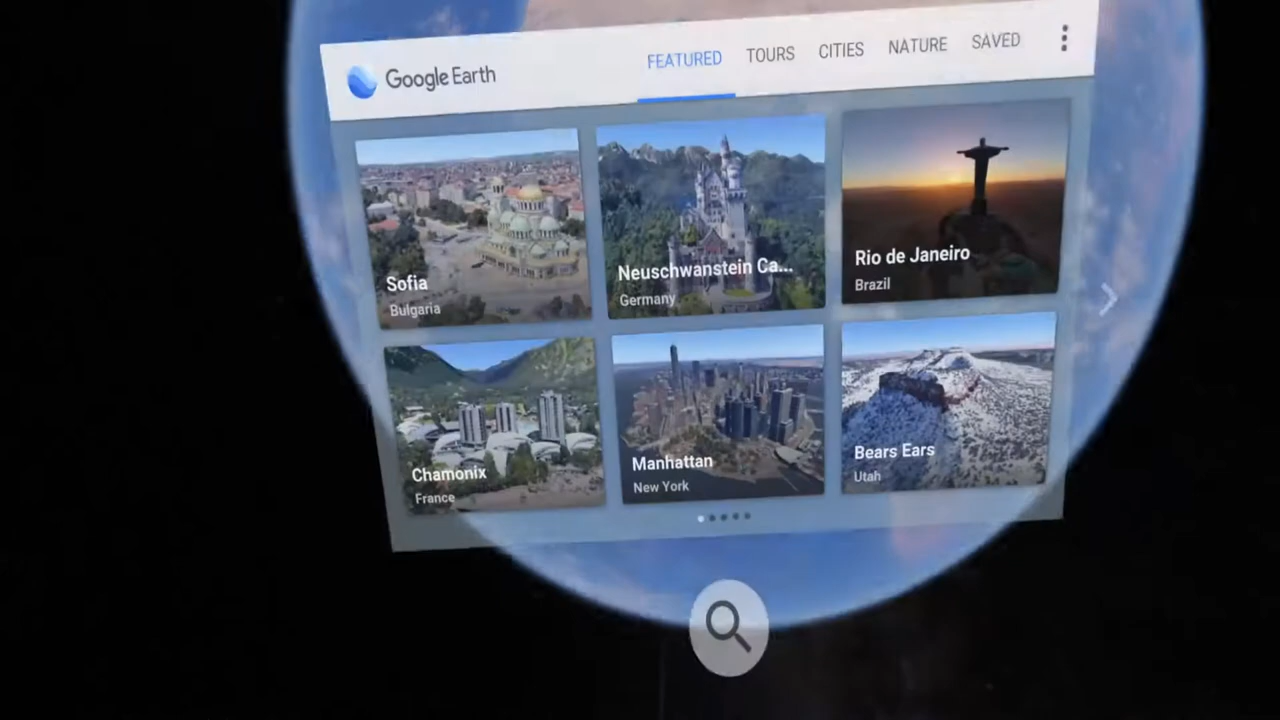 Google Earth
FEATURED
TOURS
CITIES
NATURE
SAVED
Sofia
Bulgaria
Neuschwanstein Ca...
Germany
Rio de Janeiro
Brazil
Chamonix
France
Manhattan
New York
Bears Ears
Utah